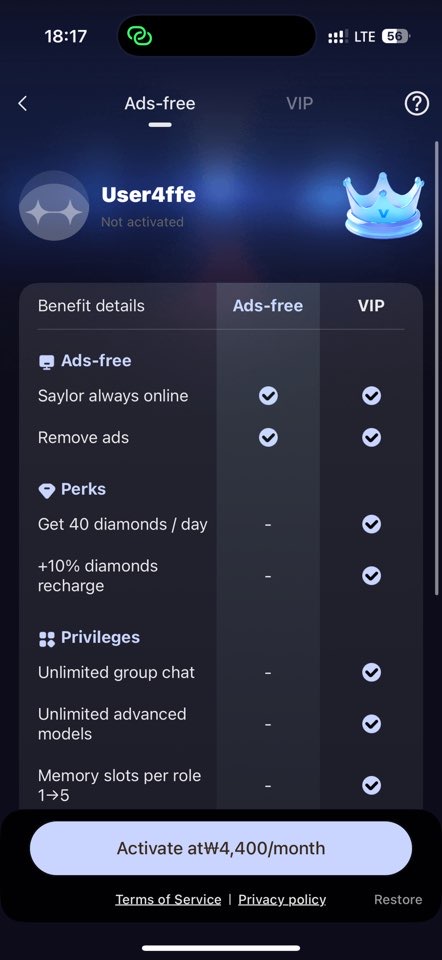 18:17
LTE 56
Ads-free VIP
User4ffe
Not activated
V
Benefit details Ads-free VIP
Ads-free
Saylor always online
Remove ads
Perks
Get 40 diamonds / day -
+10% diamonds
recharge -
Privileges
Unlimited group chat -
Unlimited advanced
models -
Memory slots per role
1→5 -
Activate at₩4,400/month
Terms of Service | Privacy policy Restore